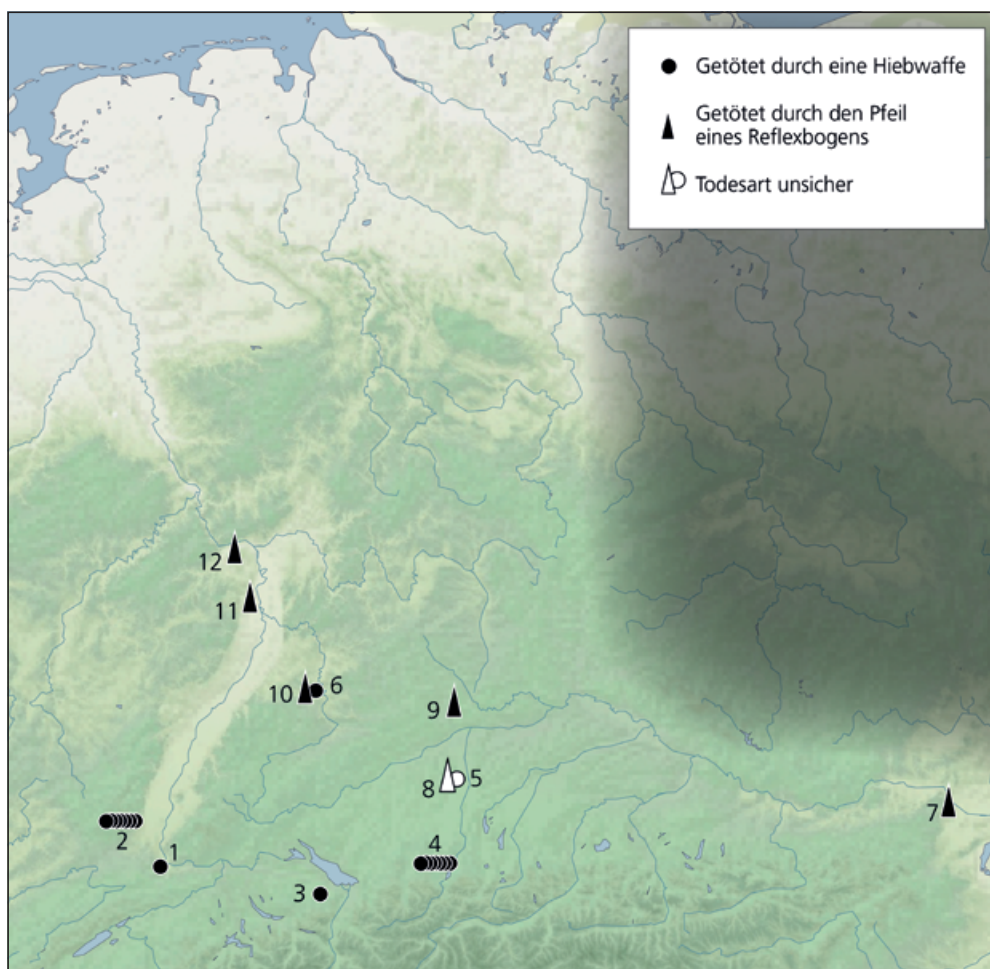 Getötet durch eine Hiebwaffe
Getötet durch den Pfeil
eines Reflexbogens
Todesart unsicher
12
11
10 6
9
8 5
7
2
1
4
3